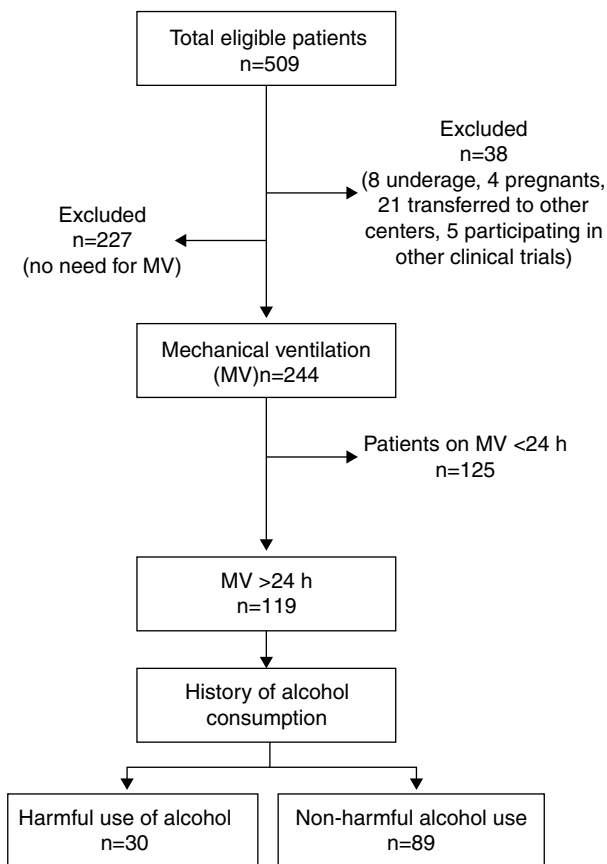 Total eligible patients
n=509
Excluded
n=38
(8 underage, 4 pregnants,
21 transferred to other
centers, 5 participating in
other clinical trials)
Excluded
n=227
(no need for MV)
Mechanical ventilation
(MV)n=244
Patients on MV <24 h
n=125
MV >24 h
n=119
History of alcohol
consumption
Harmful use of alcohol
n=30
Non-harmful alcohol use
n=89